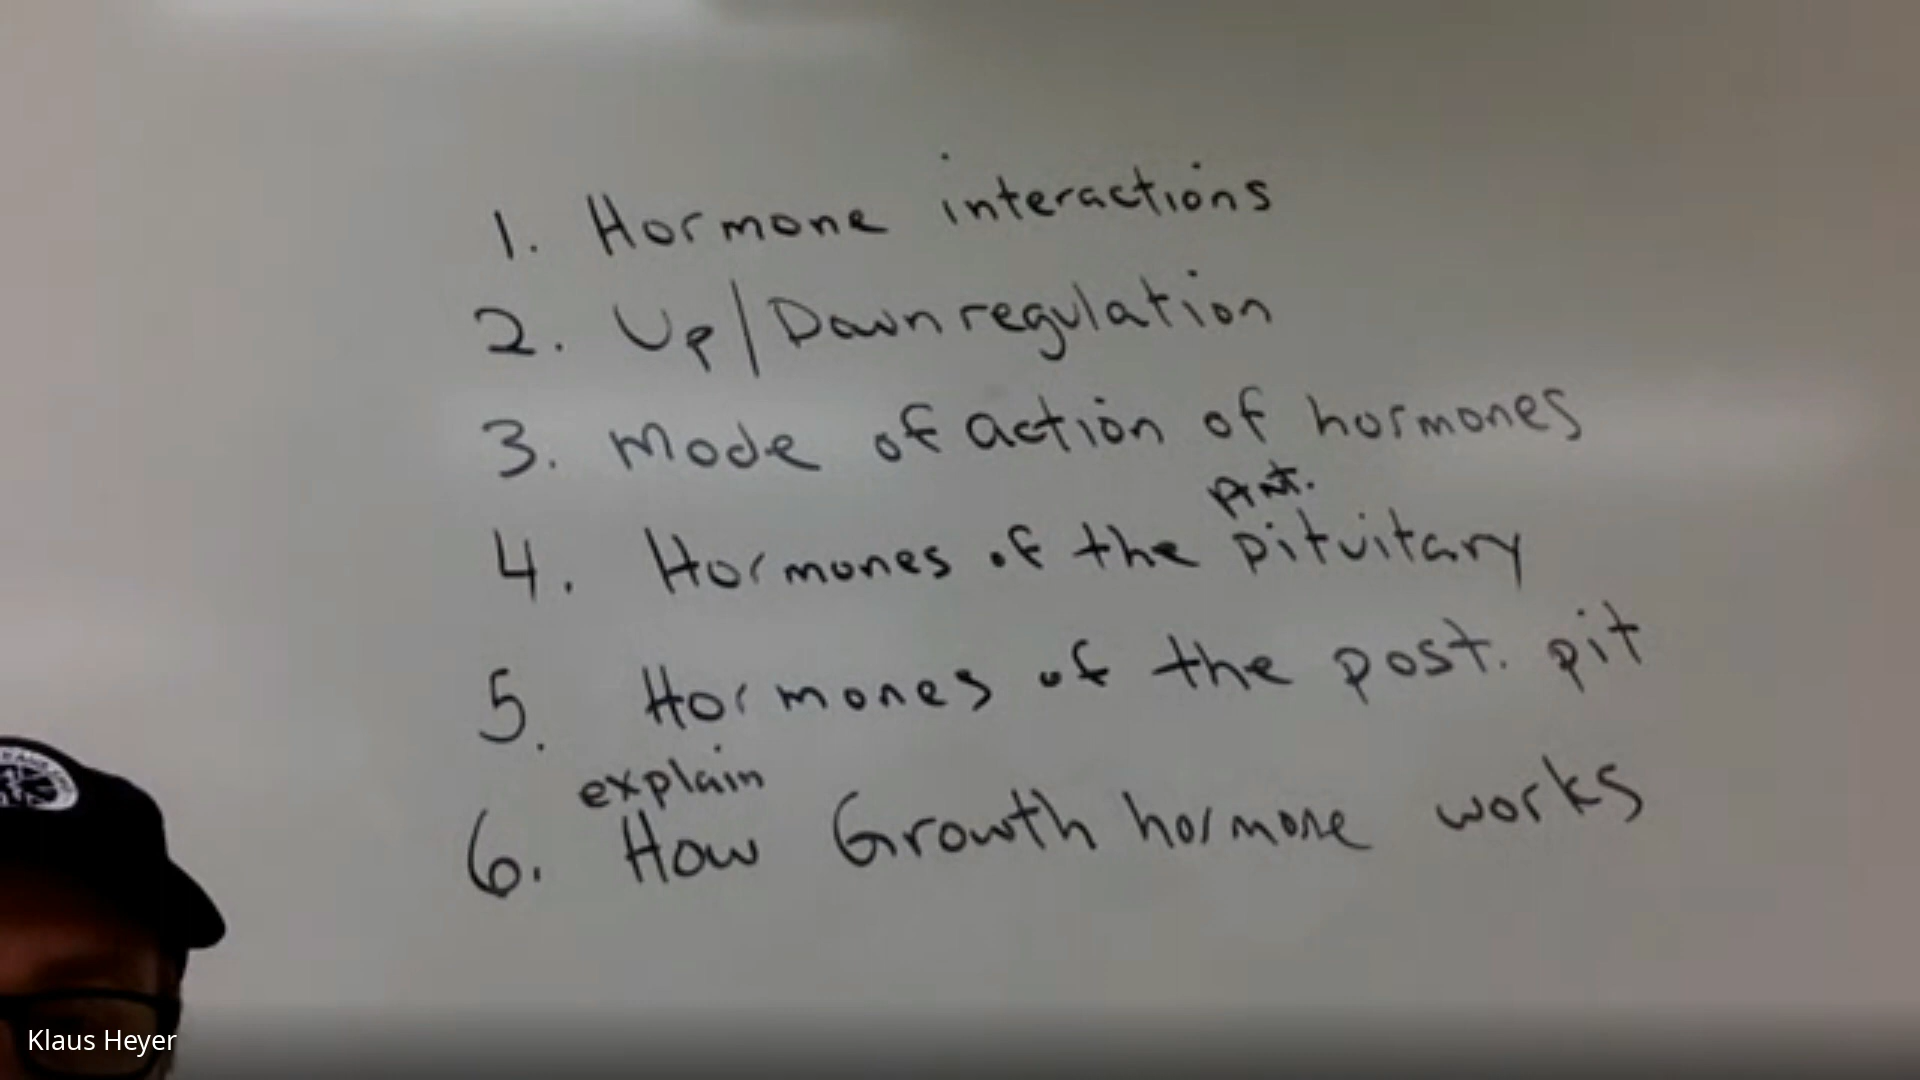 1. Hormone interactions
2. Up/Down regulation
3. Mode of action of hormones
Ant.
4. Hormones of the pituitary
5. Hormones of the post. pit
explain
6. How Growth hormone works
Klaus Heyer